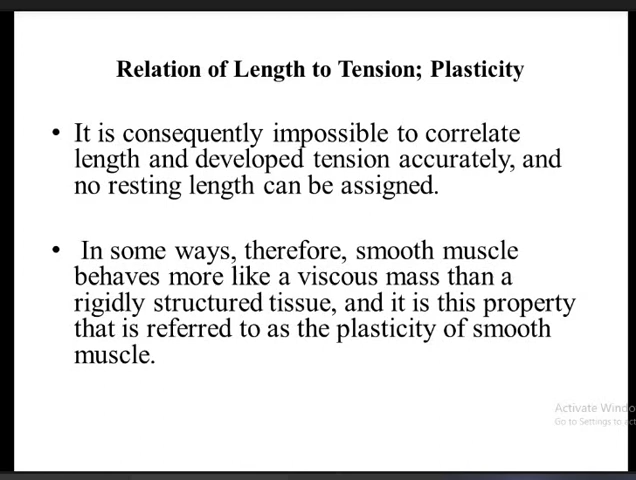 Relation of Length to Tension; Plasticity
• It is consequently impossible to correlate
length and developed tension accurately, and
no resting length can be assigned.
• In some ways, therefore, smooth muscle
behaves more like a viscous mass than a
rigidly structured tissue, and it is this property
that is referred to as the plasticity of smooth
muscle.
Activate Windo
Go to Settings to act